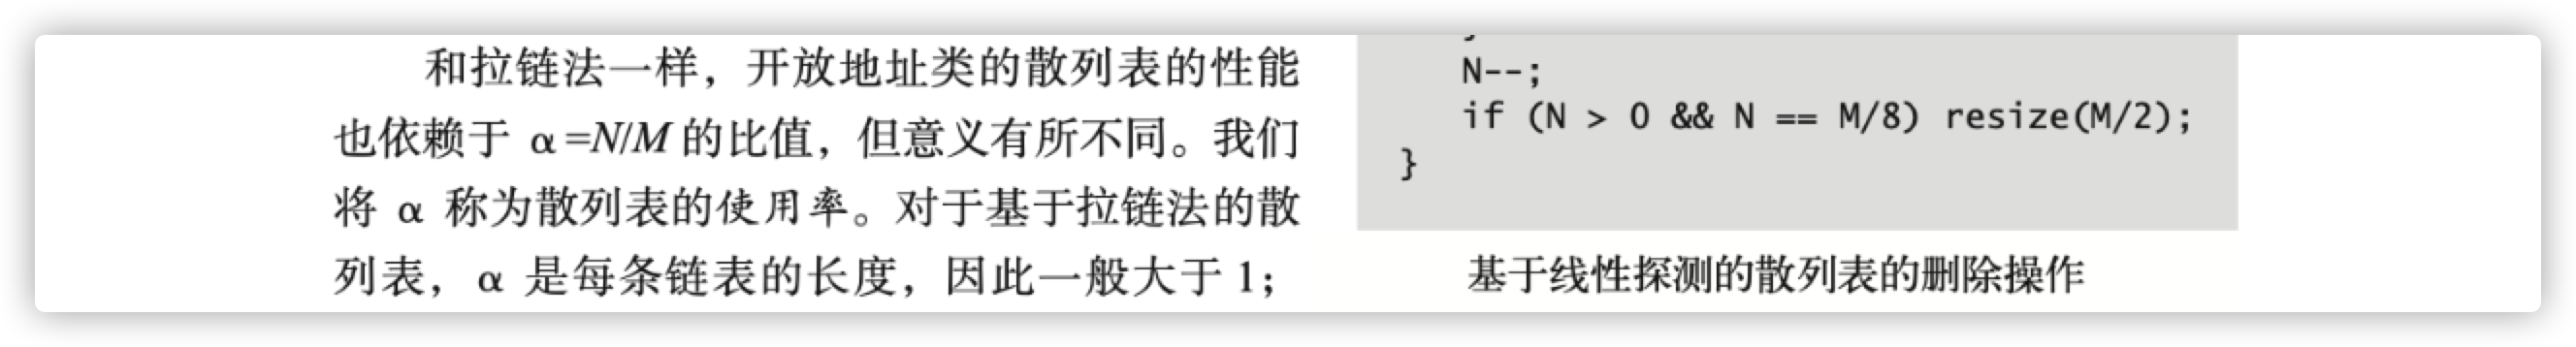 和拉链法一样，开放地址类的散列表的性能
也依赖于 α=N/M 的比值，但意义有所不同。我们
将 α 称为散列表的使用率。对于基于拉链法的散
列表，α 是每条链表的长度，因此一般大于 1；
N--;
if (N > 0 && N == M/8) resize(M/2);
}
基于线性探测的散列表的删除操作